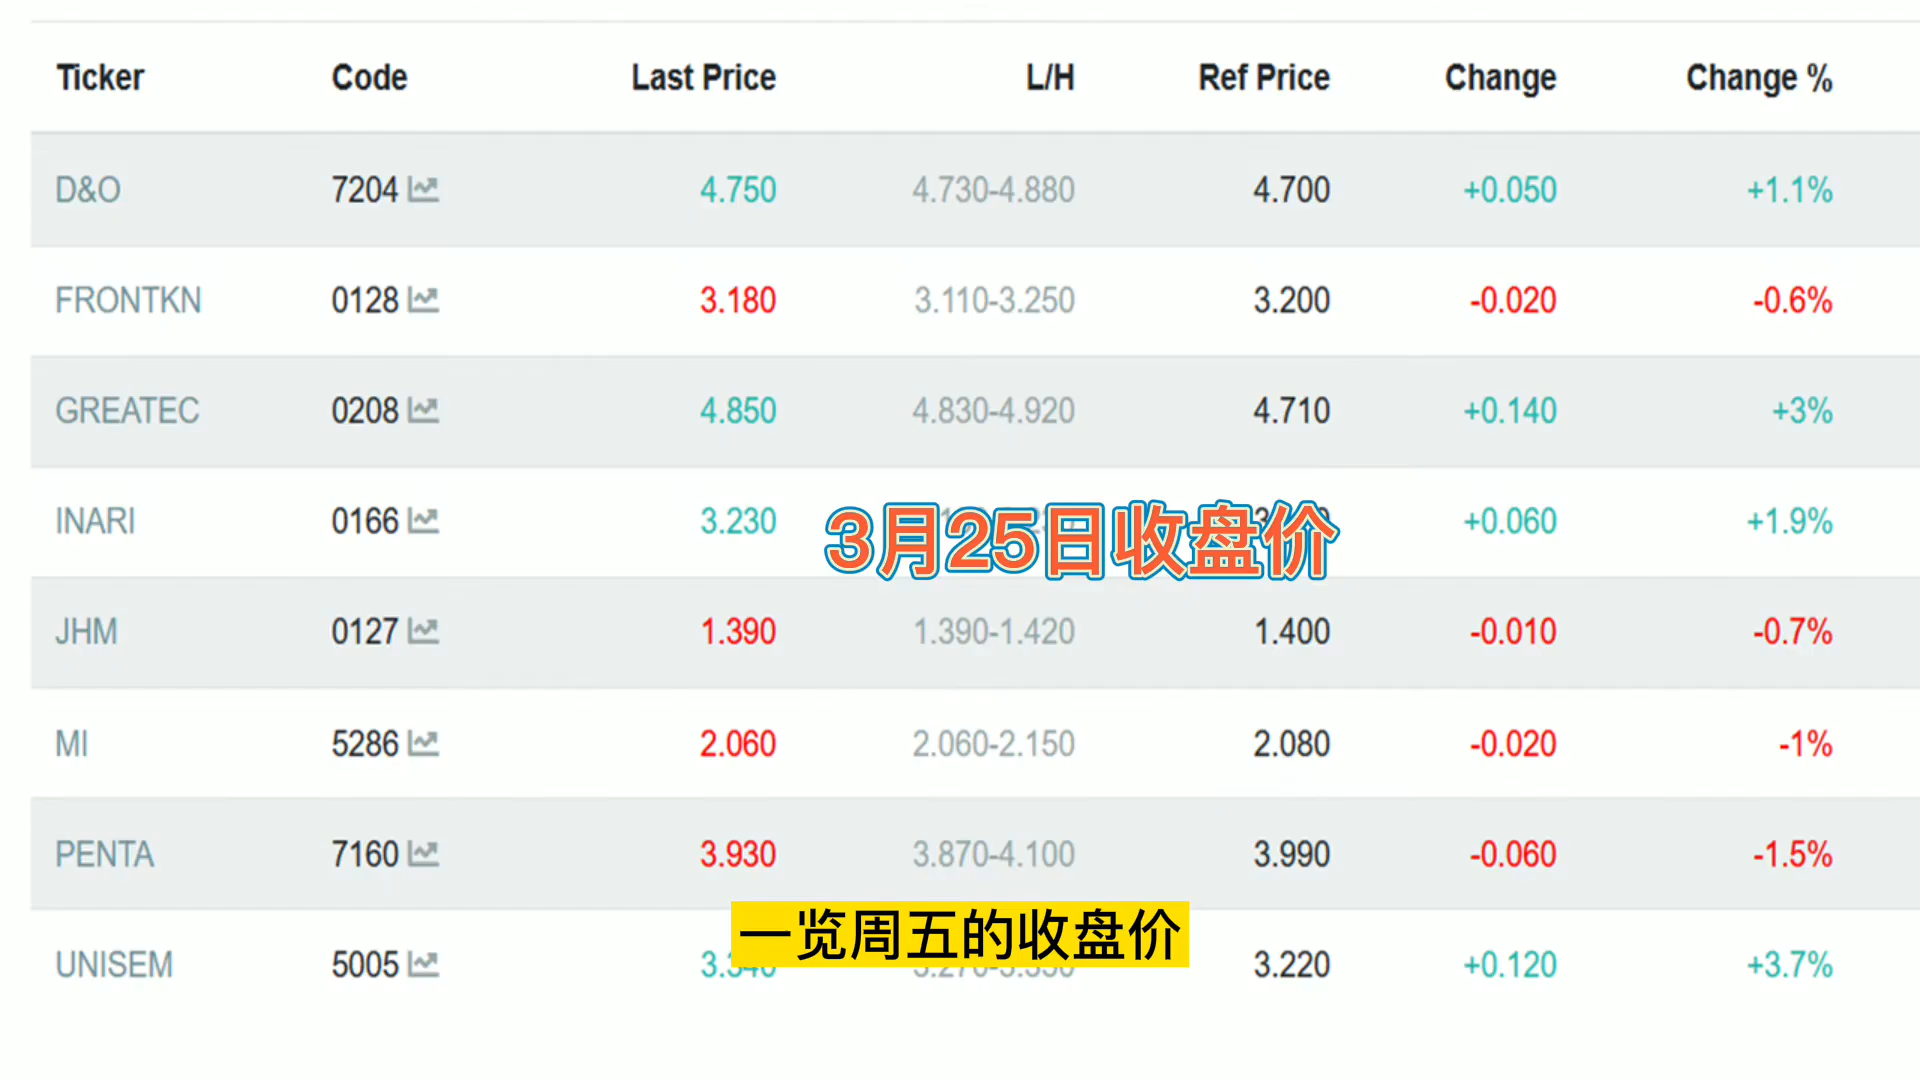 Ticker Code Last Price L/H Ref Price Change Change %
D&O 7204 4.750 4.730-4.880 4.700 +0.050 +1.1%
FRONTKN 0128 3.180 3.110-3.250 3.200 -0.020 -0.6%
GREATEC 0208 4.850 4.830-4.920 4.710 +0.140 +3%
INARI 0166 3.230 +0.060 +1.9%
3月25日收盘价
JHM 0127 1.390 1.390-1.420 1.400 -0.010 -0.7%
MI 5286 2.060 2.060-2.150 2.080 -0.020 -1%
PENTA 7160 3.930 3.870-4.100 3.990 -0.060 -1.5%
一览周五的收盘价
UNISEM 5005 3.220 +0.120 +3.7%